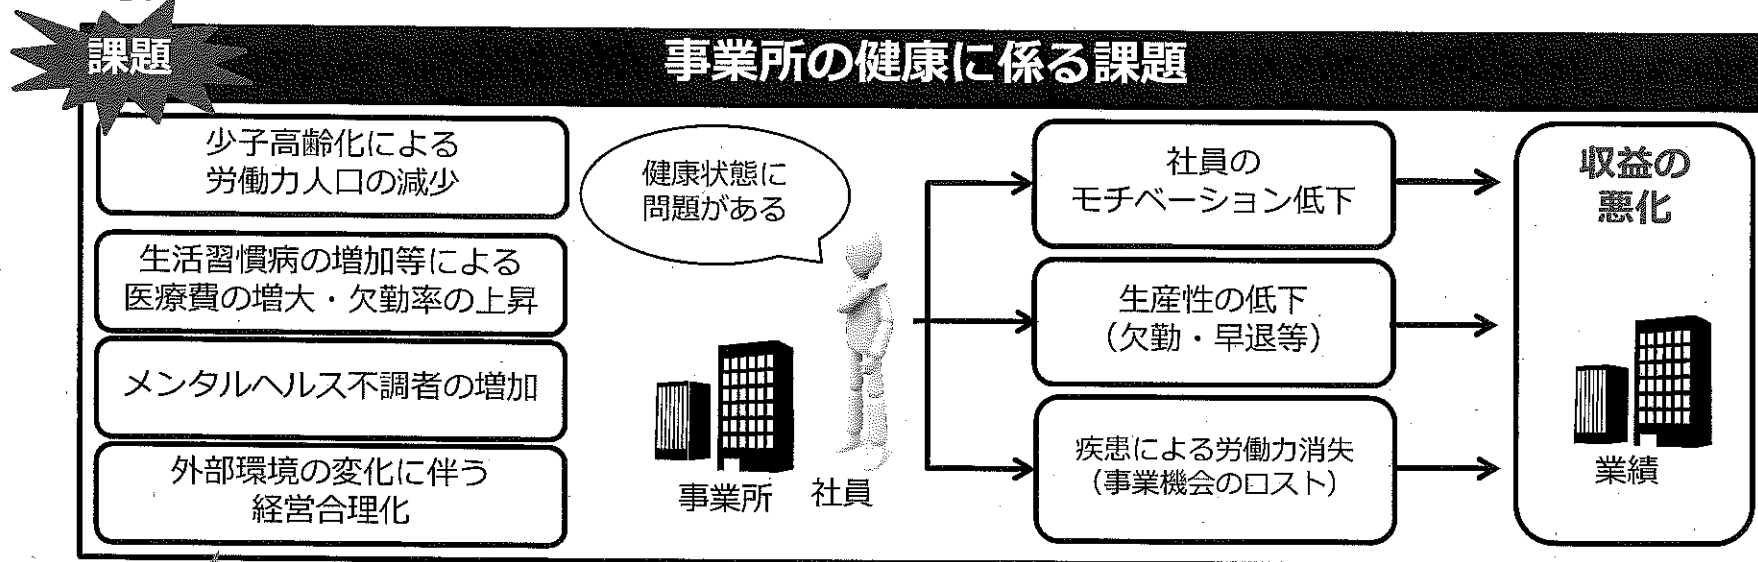 課題
事業所の健康に係る課題
少子高齢化による
労働力人口の減少
生活習慣病の増加等による
医療費の増大・欠勤率の上昇
メンタルヘルス不調者の増加
外部環境の変化に伴う
経営合理化
健康状態に
問題がある
事業所
社員
社員の
モチベーション低下
生産性の低下
（欠勤・早退等）
疾患による労働力消失
（事業機会のロスト）
収益の
悪化
業績